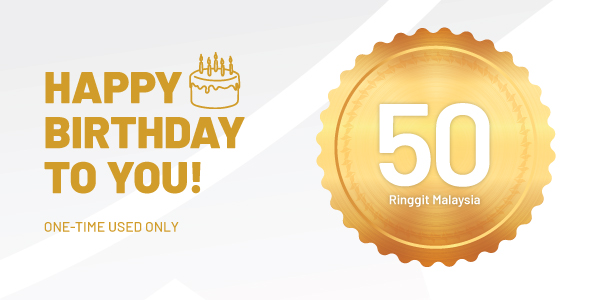 HAPPY
BIRTHDAY
TO YOU!
ONE-TIME USED ONLY
50
Ringgit Malaysia